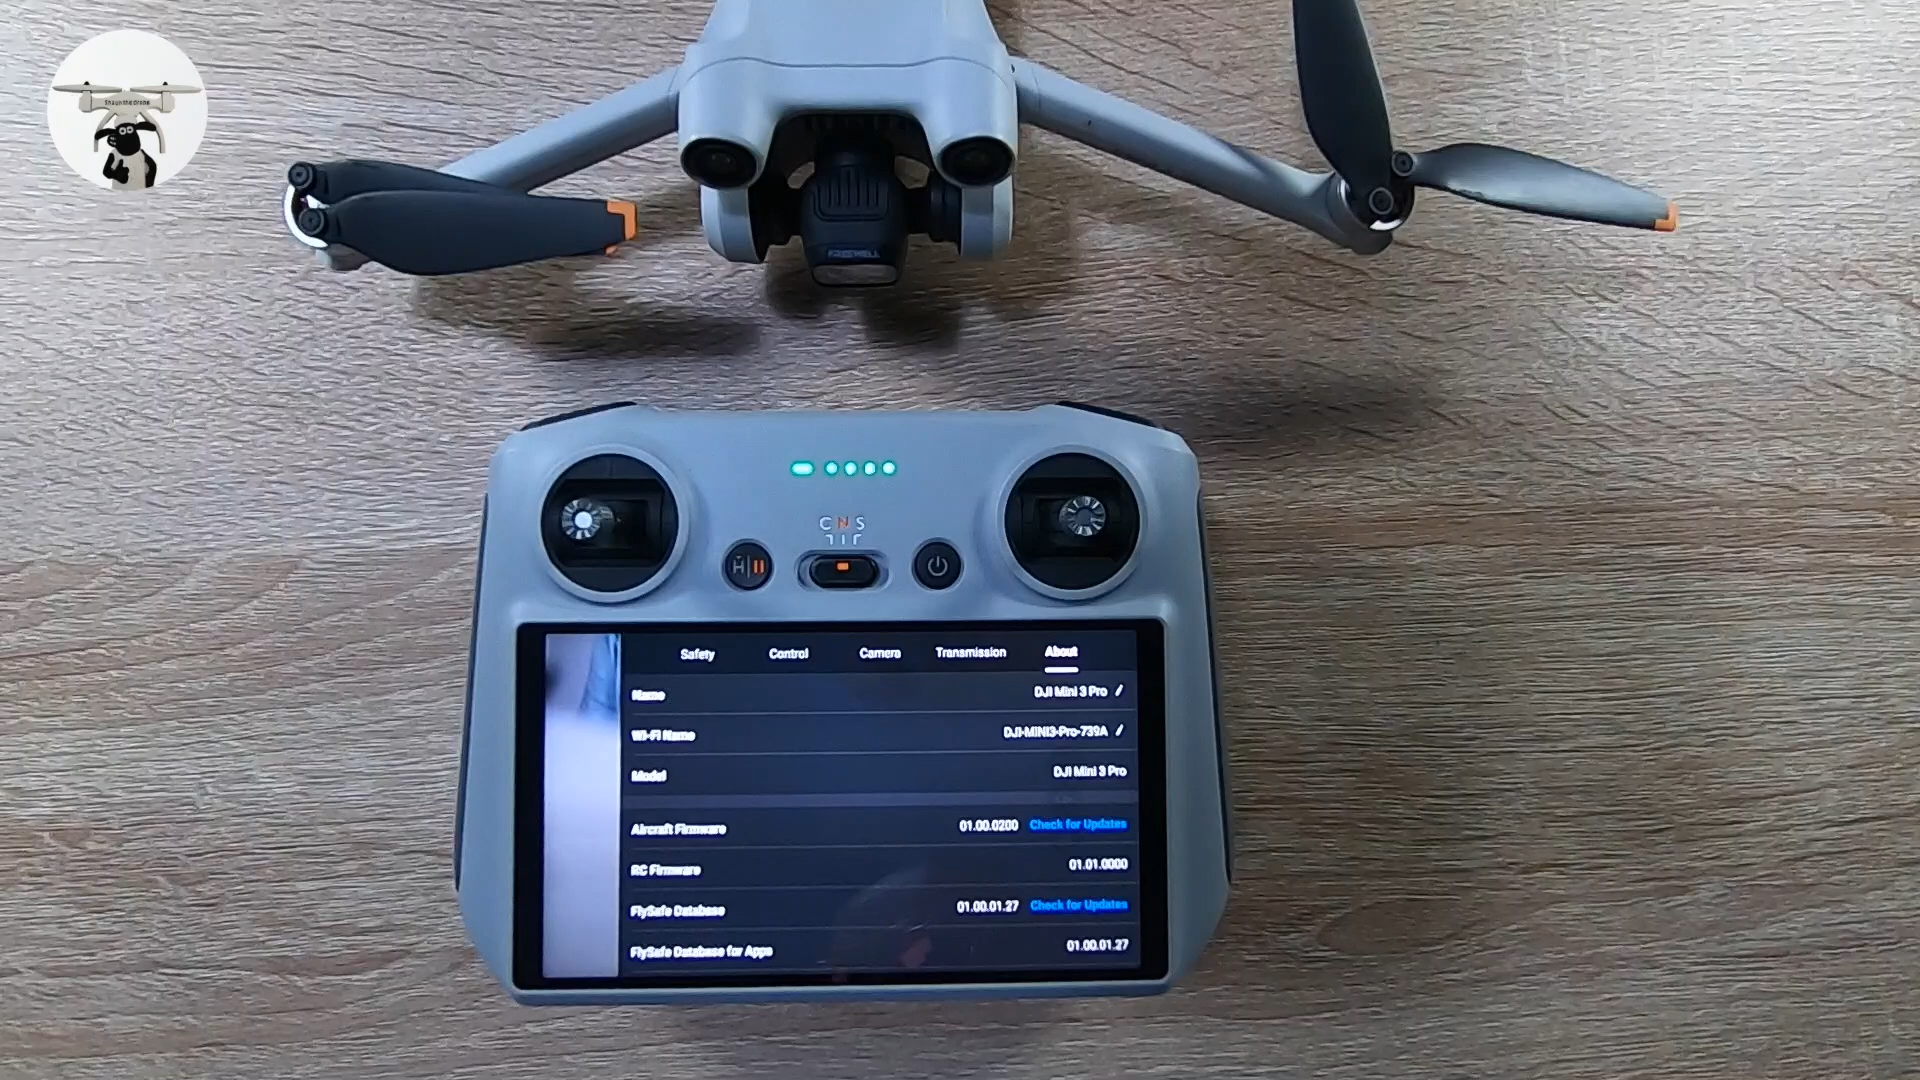 Shaunthedrone
FREEWELL
C N S
H
Safety Control Camera Transmission About
Name DJI Mini 3 Pro
Wi-Fi Name DJI-MINI3-Pro-739A
Model DJI Mini 3 Pro
Aircraft Firmware 01.00.0200 Check for Updates
RC Firmware 01.01.0000
FlySafe Database 01.00.01.27 Check for Updates
FlySafe Database for Apps 01.00.01.27